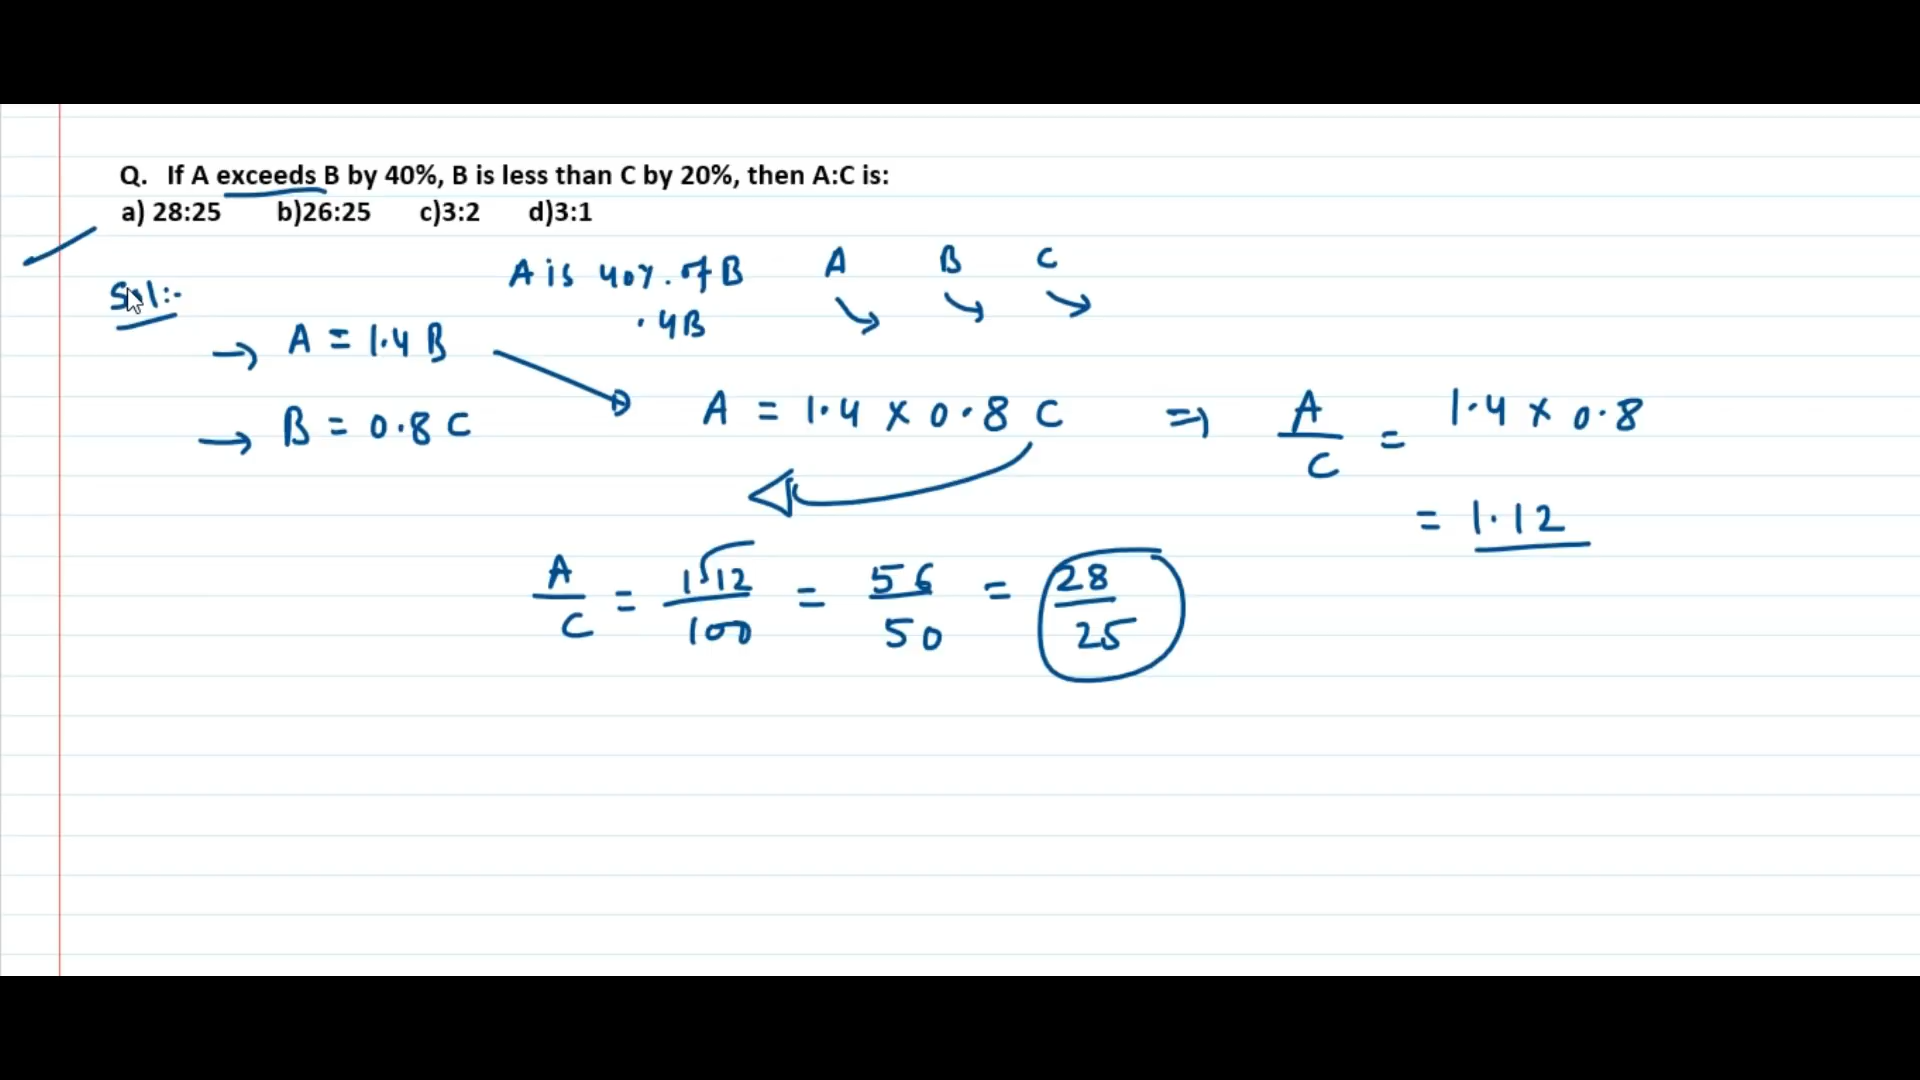 Q. If A exceeds B by 40%, B is less than C by 20%, then A:C is:
a) 28:25 b)26:25 c)3:2 d)3:1
Sol:-
A is 40%. of B
.4B
A B C
→ A = 1.4 B
→ B = 0.8 C
A = 1.4 x 0.8 C => A/C = 1.4 x 0.8
= 1.12
A/C = 112/100 = 56/50 = 28/25